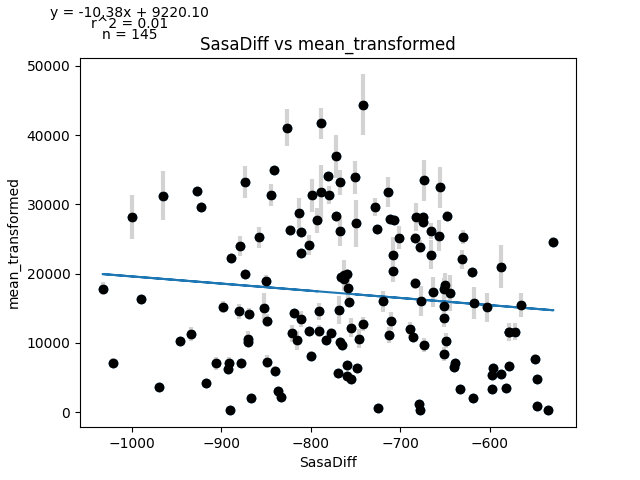 y = -10.38x + 9220.10
r^2 = 0.01
n = 145
SasaDiff vs mean_transformed
50000
40000
30000
20000
10000
0
mean_transformed
−1000
−900
−800
−700
−600
SasaDiff